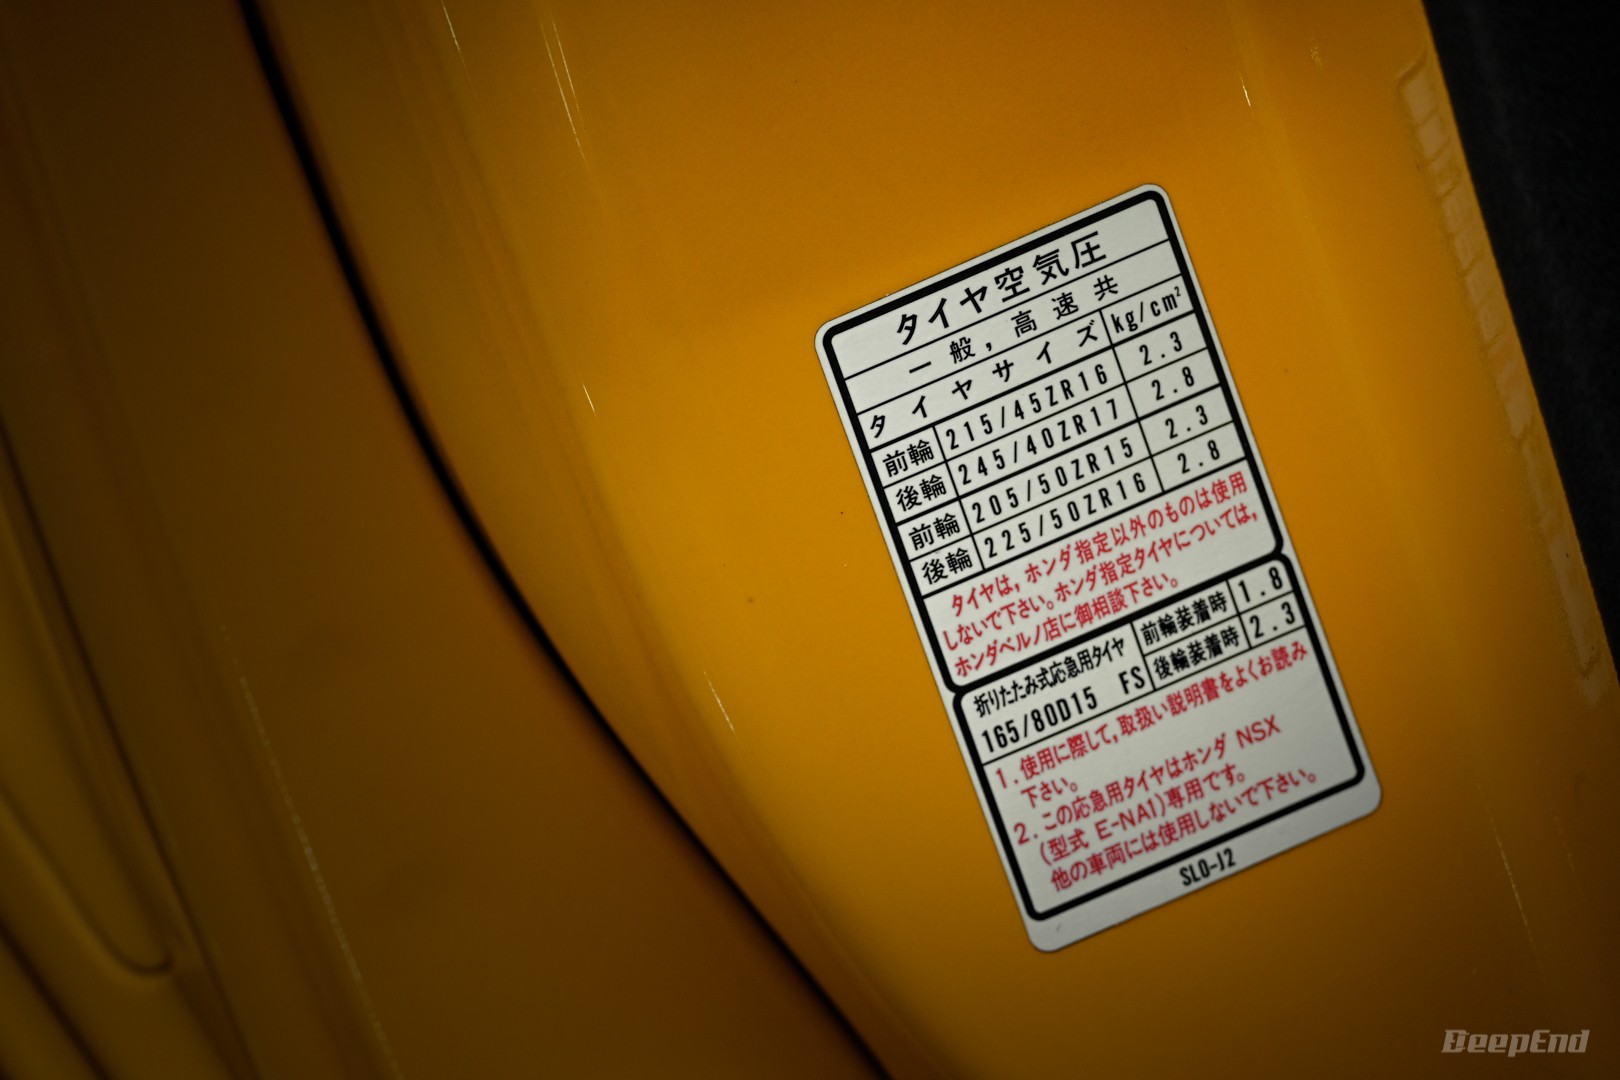 タイヤ空気圧
一般，高速共
タイヤサイズ kg/cm²
前輪 215/45ZR16 2.3
後輪 245/40ZR17 2.8
前輪 205/50ZR15 2.3
後輪 225/50ZR16 2.8
タイヤは，ホンダ指定以外のものは使用
しないで下さい。ホンダ指定タイヤについては，
ホンダベルノ店に御相談下さい。
折りたたみ式応急用タイヤ 前輪装着時 1.8
165/80D15 FS 後輪装着時 2.3
1．使用に際して，取扱い説明書をよくお読み
下さい。
2．この応急用タイヤはホンダ NSX
（型式 E-NA1）専用です。
他の車両には使用しないで下さい。
SL0-J2
DeepEnd